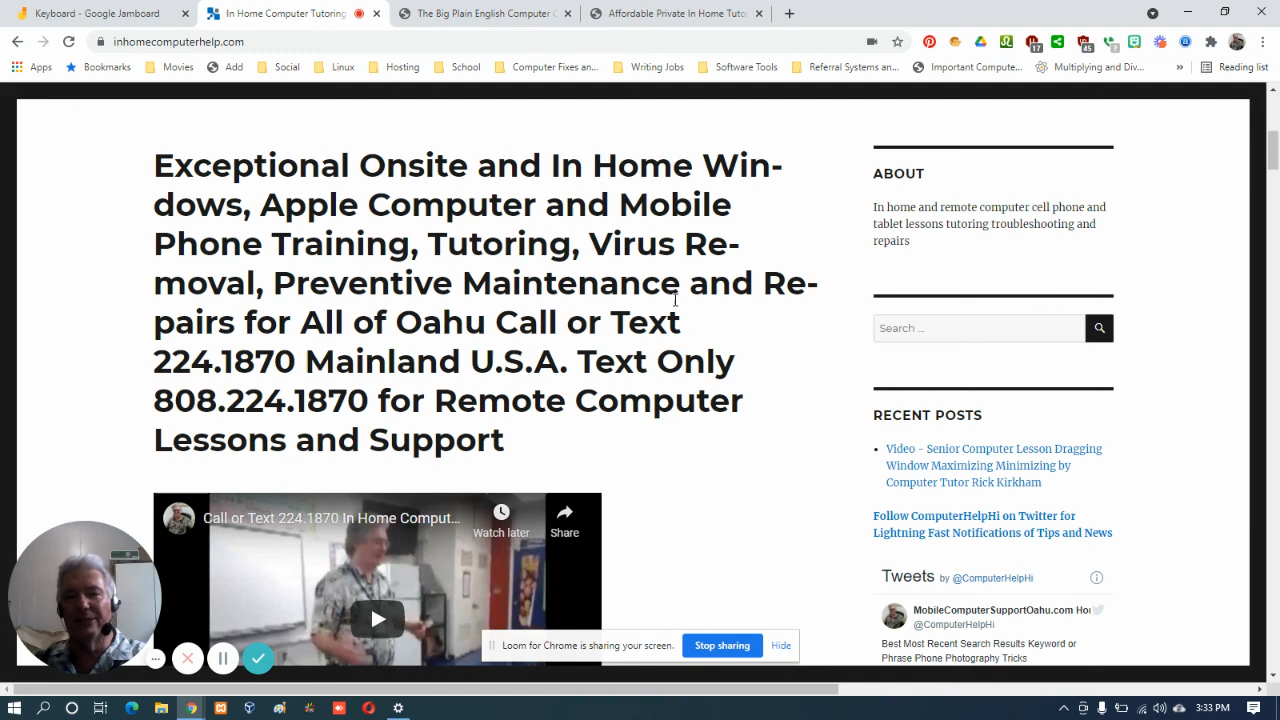 Keyboard - Google Jamboard
In Home Computer Tutoring
The Big Plain English Computer
Affordable Private In Home Tutor
inhomecomputerhelp.com
17
45
?
Apps
Bookmarks
Movies
Add
Social
Linux
Hosting
School
Computer Fixes an...
Writing Jobs
Software Tools
Referral Systems an...
Important Compute...
Multiplying and Div...
»
Reading list
Exceptional Onsite and In Home Win-
dows, Apple Computer and Mobile
Phone Training, Tutoring, Virus Re-
moval, Preventive Maintenance and Re-
pairs for All of Oahu Call or Text
224.1870 Mainland U.S.A. Text Only
808.224.1870 for Remote Computer
Lessons and Support
Call or Text 224.1870 In Home Comput...
Watch later
Share
ABOUT
In home and remote computer cell phone and
tablet lessons tutoring troubleshooting and
repairs
Search ...
RECENT POSTS
Video – Senior Computer Lesson Dragging
Window Maximizing Minimizing by
Computer Tutor Rick Kirkham
Follow ComputerHelpHi on Twitter for
Lightning Fast Notifications of Tips and News
Tweets by @ComputerHelpHi
MobileComputerSupportOahu.com Hor
@ComputerHelpHi
Best Most Recent Search Results Keyword or
Phrase Phone Photography Tricks
Loom for Chrome is sharing your screen.
Stop sharing
Hide
3:33 PM